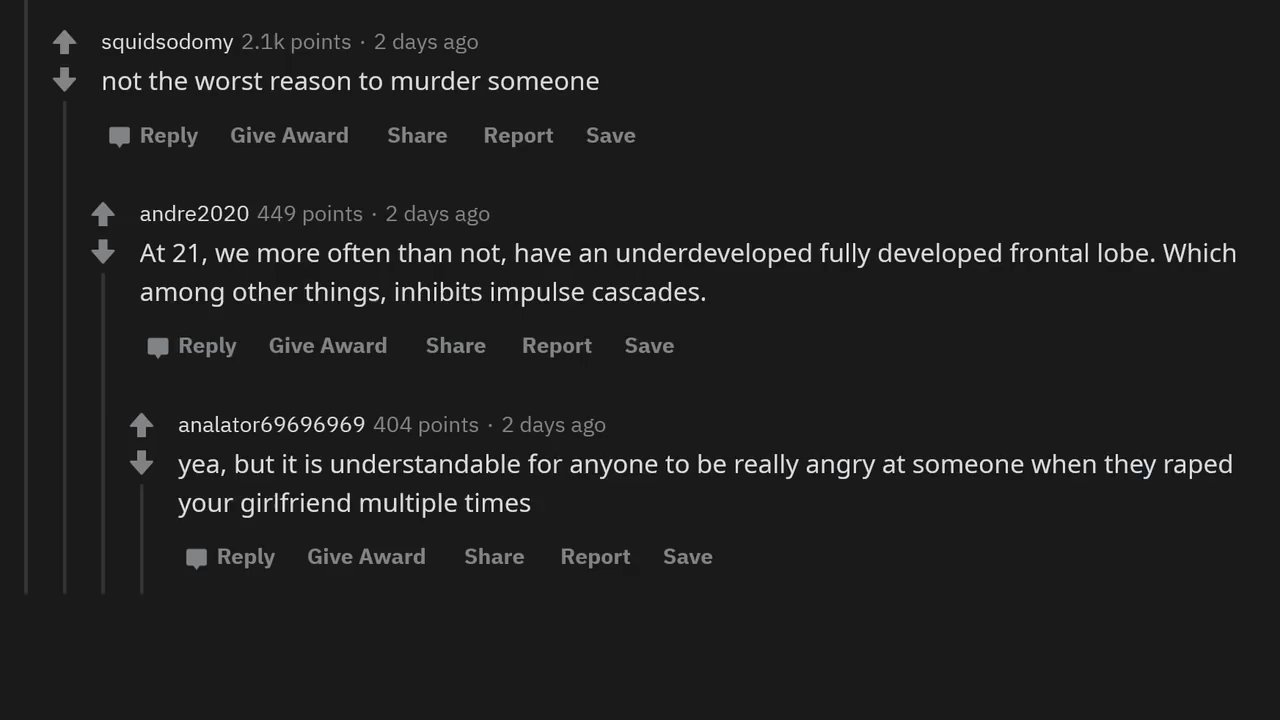 squidsodomy 2.1k points · 2 days ago
not the worst reason to murder someone
Reply Give Award Share Report Save
andre2020 449 points · 2 days ago
At 21, we more often than not, have an underdeveloped fully developed frontal lobe. Which
among other things, inhibits impulse cascades.
Reply Give Award Share Report Save
analator69696969 404 points · 2 days ago
yea, but it is understandable for anyone to be really angry at someone when they raped
your girlfriend multiple times
Reply Give Award Share Report Save